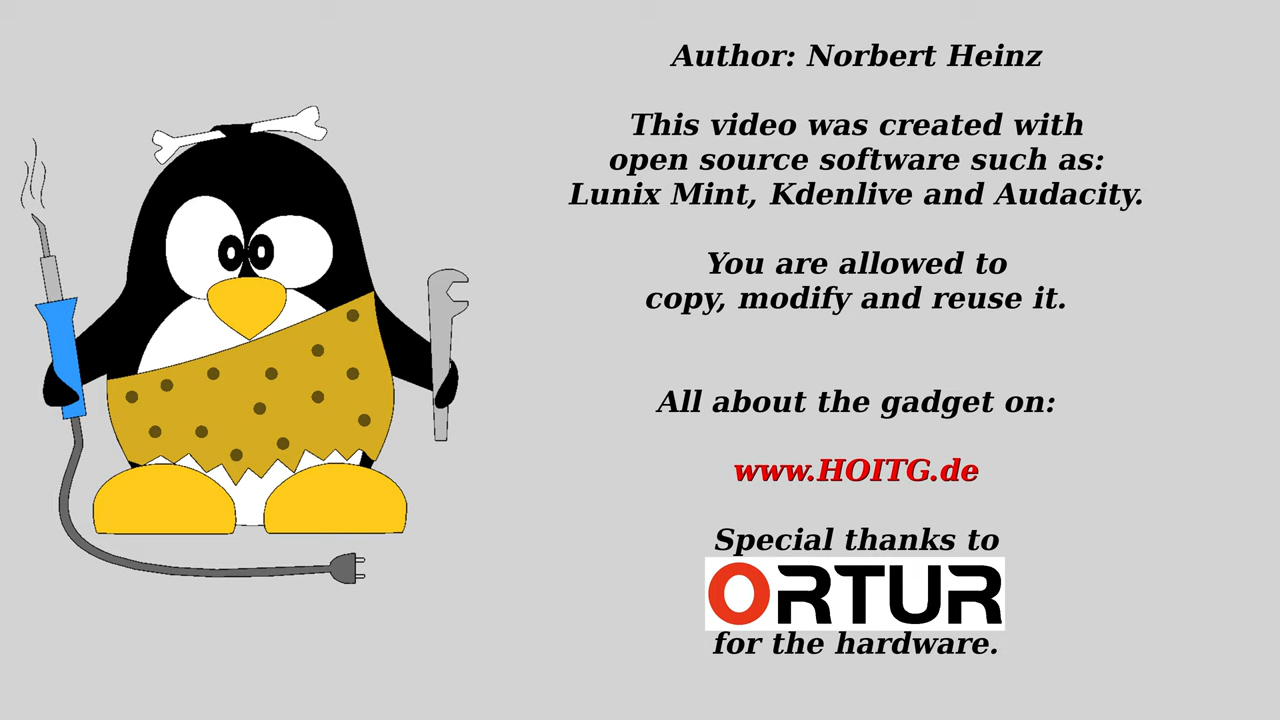 Author: Norbert Heinz
This video was created with
open source software such as:
Lunix Mint, Kdenlive and Audacity.
You are allowed to
copy, modify and reuse it.
All about the gadget on:
www.HOITG.de
Special thanks to
ORTUR
for the hardware.